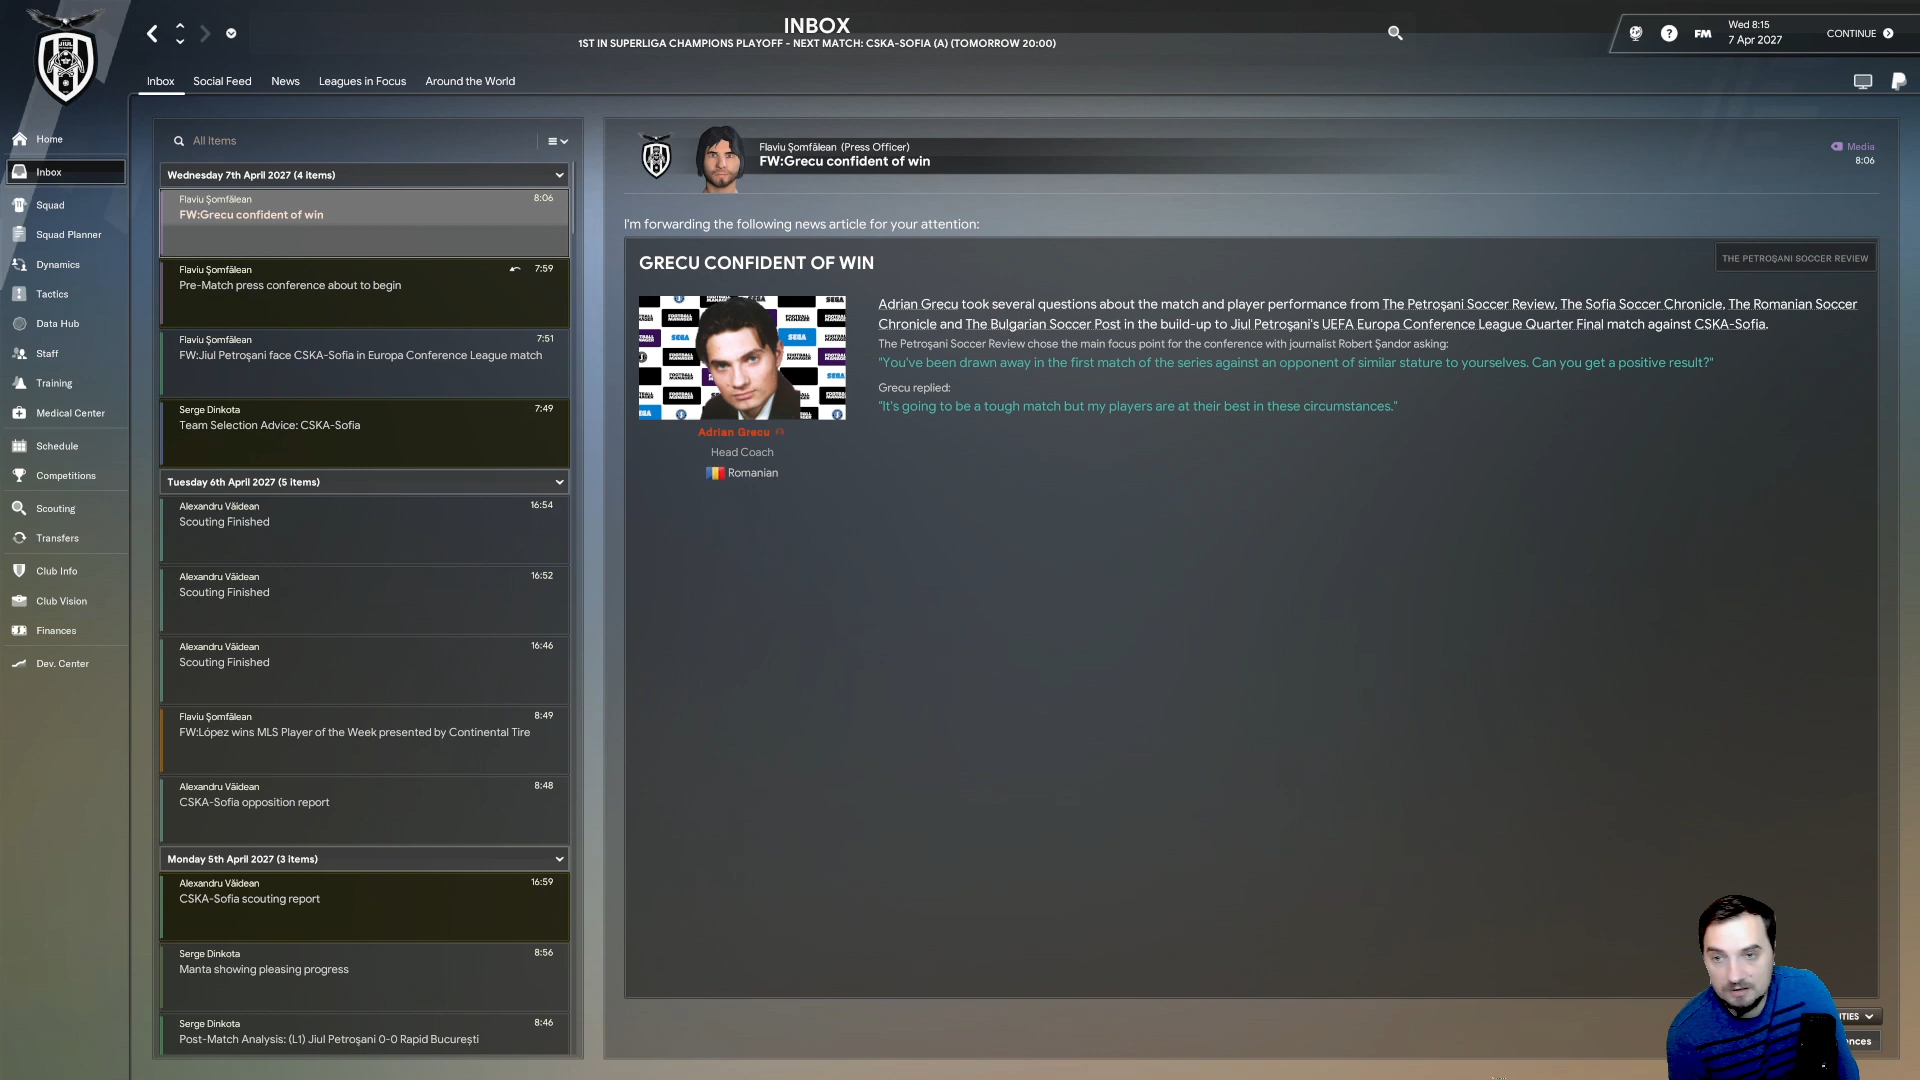 INBOX
1ST IN SUPERLIGA CHAMPIONS PLAYOFF - NEXT MATCH: CSKA-SOFIA (A) (TOMORROW 20:00)
FM
Wed 8:15
7 Apr 2027
CONTINUE
Inbox
Social Feed
News
Leagues in Focus
Around the World
Home
Inbox
Squad
Squad Planner
Dynamics
Tactics
Data Hub
Staff
Training
Medical Center
Schedule
Competitions
Scouting
Transfers
Club Info
Club Vision
Finances
Dev. Center
All Items
Wednesday 7th April 2027 (4 items)
Flaviu Şomfălean 8:06
FW:Grecu confident of win
Flaviu Şomfălean 7:59
Pre-Match press conference about to begin
Flaviu Şomfălean 7:51
FW:Jiul Petroşani face CSKA-Sofia in Europa Conference League match
Serge Dinkota 7:49
Team Selection Advice: CSKA-Sofia
Tuesday 6th April 2027 (5 items)
Alexandru Văidean 16:54
Scouting Finished
Alexandru Văidean 16:52
Scouting Finished
Alexandru Văidean 16:46
Scouting Finished
Flaviu Şomfălean 8:49
FW:López wins MLS Player of the Week presented by Continental Tire
Alexandru Văidean 8:48
CSKA-Sofia opposition report
Monday 5th April 2027 (3 items)
Alexandru Văidean 16:59
CSKA-Sofia scouting report
Serge Dinkota 8:56
Manta showing pleasing progress
Serge Dinkota 8:46
Post-Match Analysis: (L1) Jiul Petroşani 0-0 Rapid Bucureşti
Flaviu Şomfălean (Press Officer)
FW:Grecu confident of win
Media
8:06
I'm forwarding the following news article for your attention:
GRECU CONFIDENT OF WIN
THE PETROŞANI SOCCER REVIEW
Adrian Grecu took several questions about the match and player performance from The Petroşani Soccer Review, The Sofia Soccer Chronicle, The Romanian Soccer
Chronicle and The Bulgarian Soccer Post in the build-up to Jiul Petroşani's UEFA Europa Conference League Quarter Final match against CSKA-Sofia.
The Petroşani Soccer Review chose the main focus point for the conference with journalist Robert Şandor asking:
"You've been drawn away in the first match of the series against an opponent of similar stature to yourselves. Can you get a positive result?"
Grecu replied:
"It's going to be a tough match but my players are at their best in these circumstances."
Adrian Grecu
Head Coach
Romanian